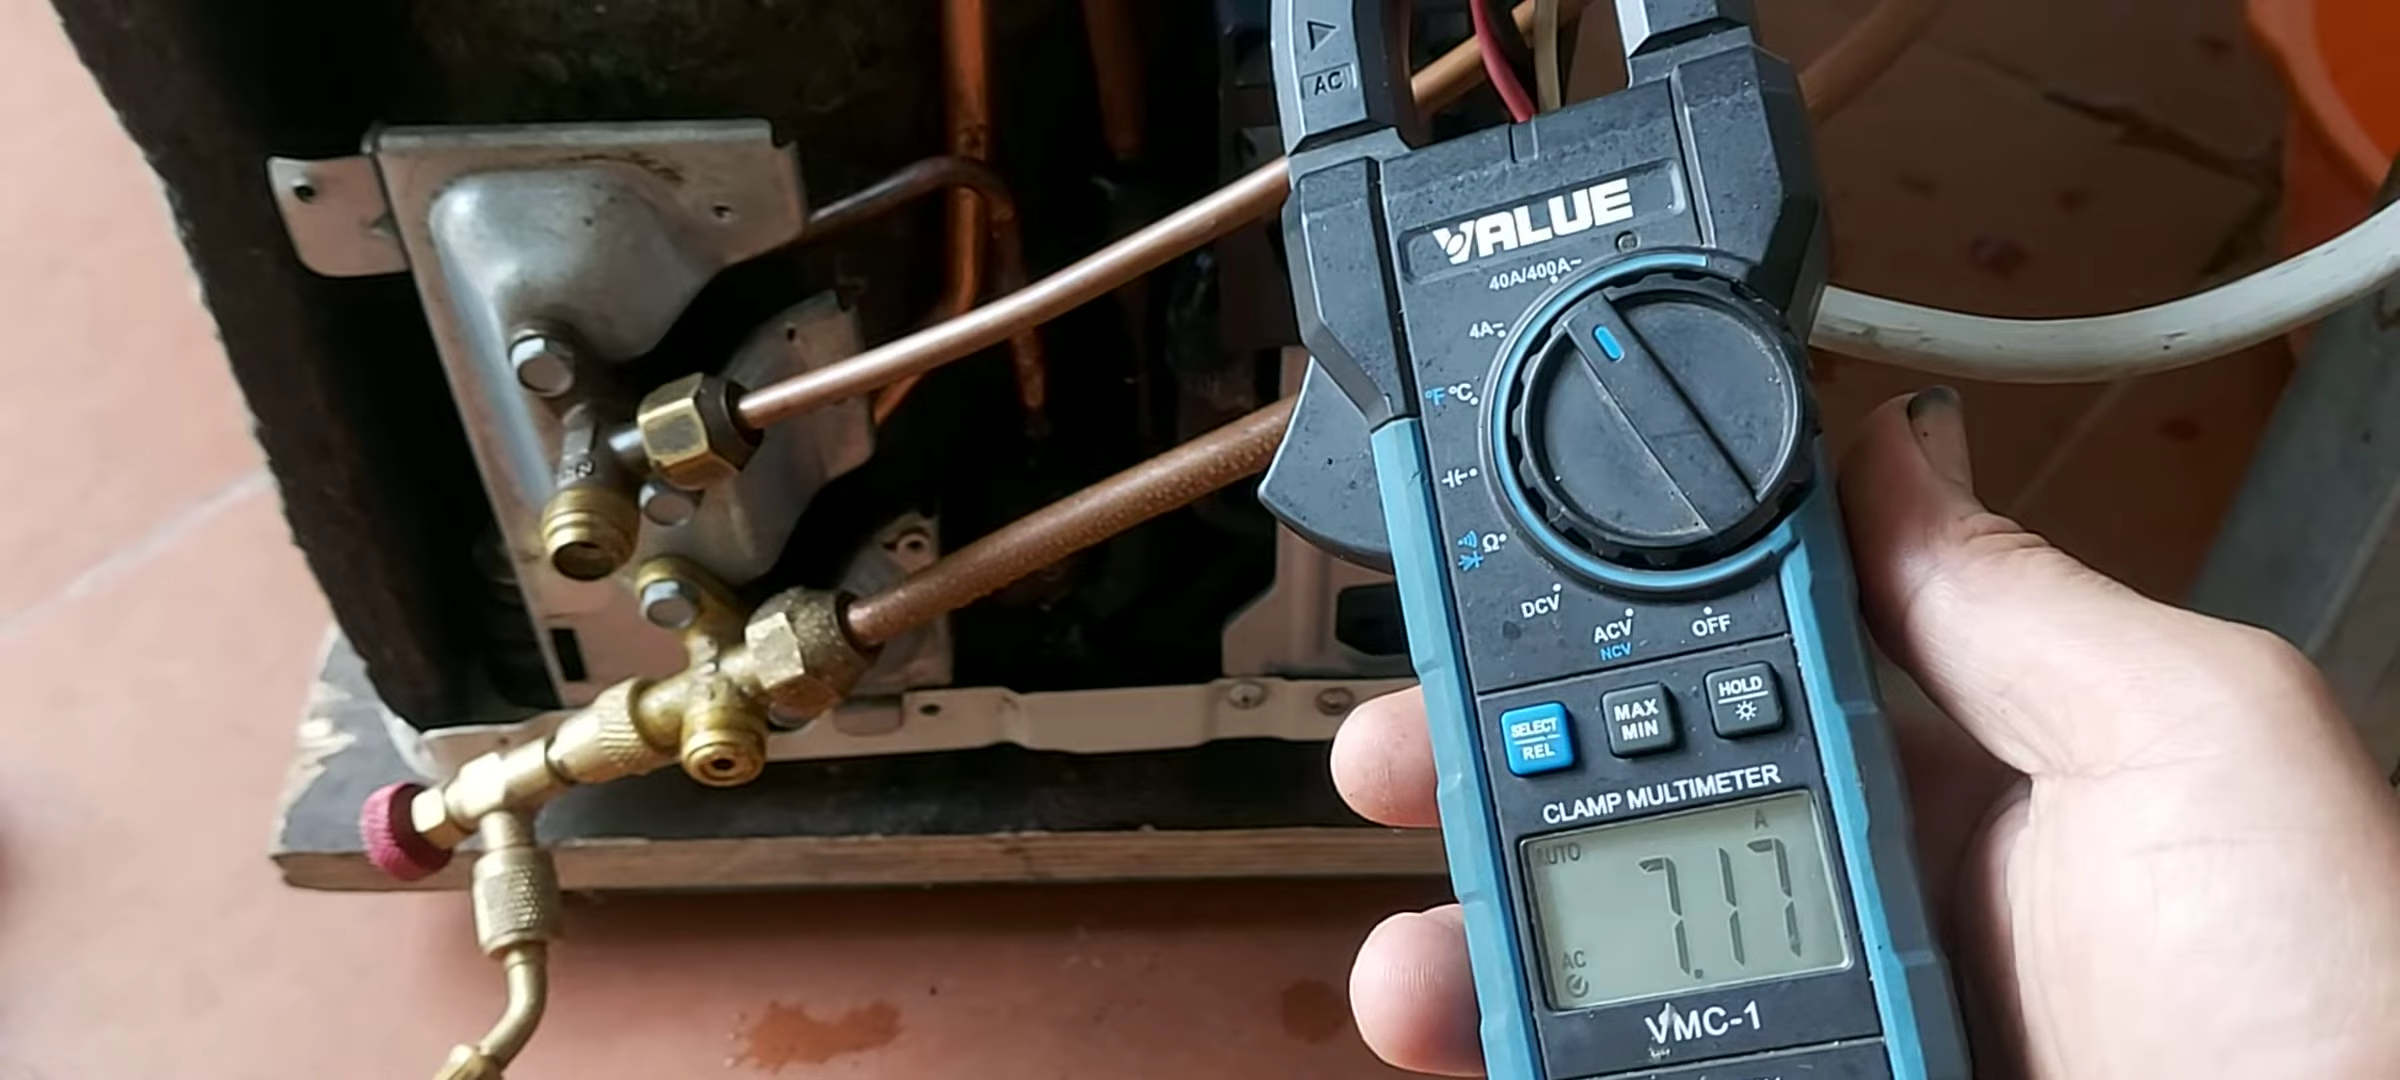 AC
VALUE
40A/400A~
4A~
°F °C
Ω
DCV
ACV
NCV
OFF
SELECT
REL
MAX
MIN
HOLD
CLAMP MULTIMETER
A
AUTO
7.17
AC
VMC-1